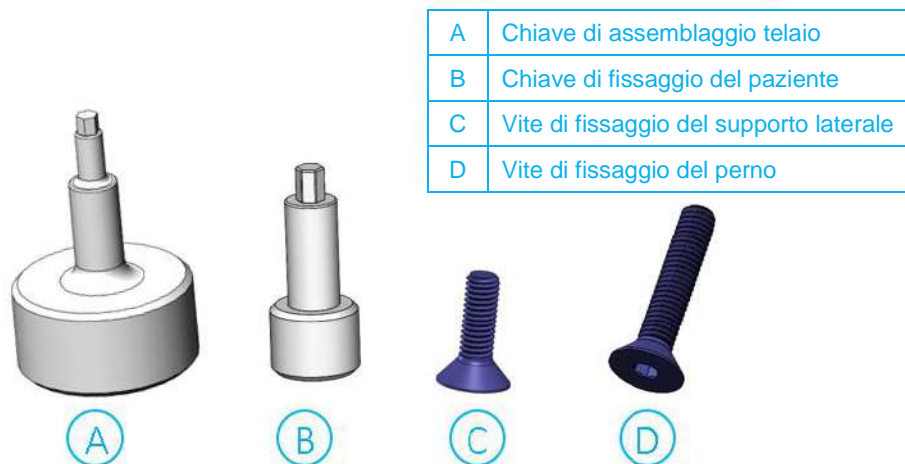 A Chiave di assemblaggio telaio
B Chiave di fissaggio del paziente
C Vite di fissaggio del supporto laterale
D Vite di fissaggio del perno
A B C D